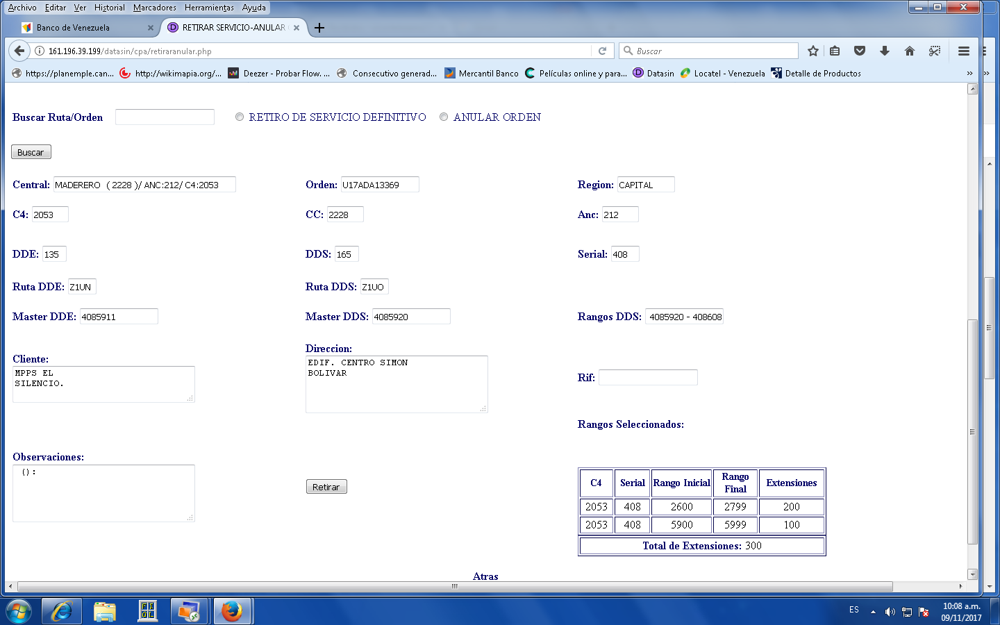 Archivo Editar Ver Historial Marcadores Herramientas Ayuda
Banco de Venezuela
RETIRAR SERVICIO-ANULAR
161.196.39.199/datasin/cpa/retiraranular.php
Buscar
https://planemple.can...
http://wikimapia.org/...
Deezer - Probar Flow. ...
Consecutivo generad...
Mercantil Banco
Películas online y para...
Datasin
Locatel - Venezuela
Detalle de Productos
»
»
Buscar Ruta/Orden RETIRO DE SERVICIO DEFINITIVO ANULAR ORDEN
Buscar
Central: MADERERO ( 2228 )/ ANC:212/ C4:2053 Orden: U17ADA13369 Region: CAPITAL
C4: 2053 CC: 2228 Anc: 212
DDE: 135 DDS: 165 Serial: 408
Ruta DDE: Z1UN Ruta DDS: Z1UO
Master DDE: 4085911 Master DDS: 4085920 Rangos DDS: 4085920 - 408608
Cliente:
MPPS EL
SILENCIO.
Direccion:
EDIF. CENTRO SIMON
BOLIVAR
Rif:
Rangos Seleccionados:
Observaciones:
():
Retirar
C4 Serial Rango Inicial Rango Final Extensiones
2053 408 2600 2799 200
2053 408 5900 5999 100
Total de Extensiones: 300
Atras
FIGL
ES
10:08 a.m.
09/11/2017